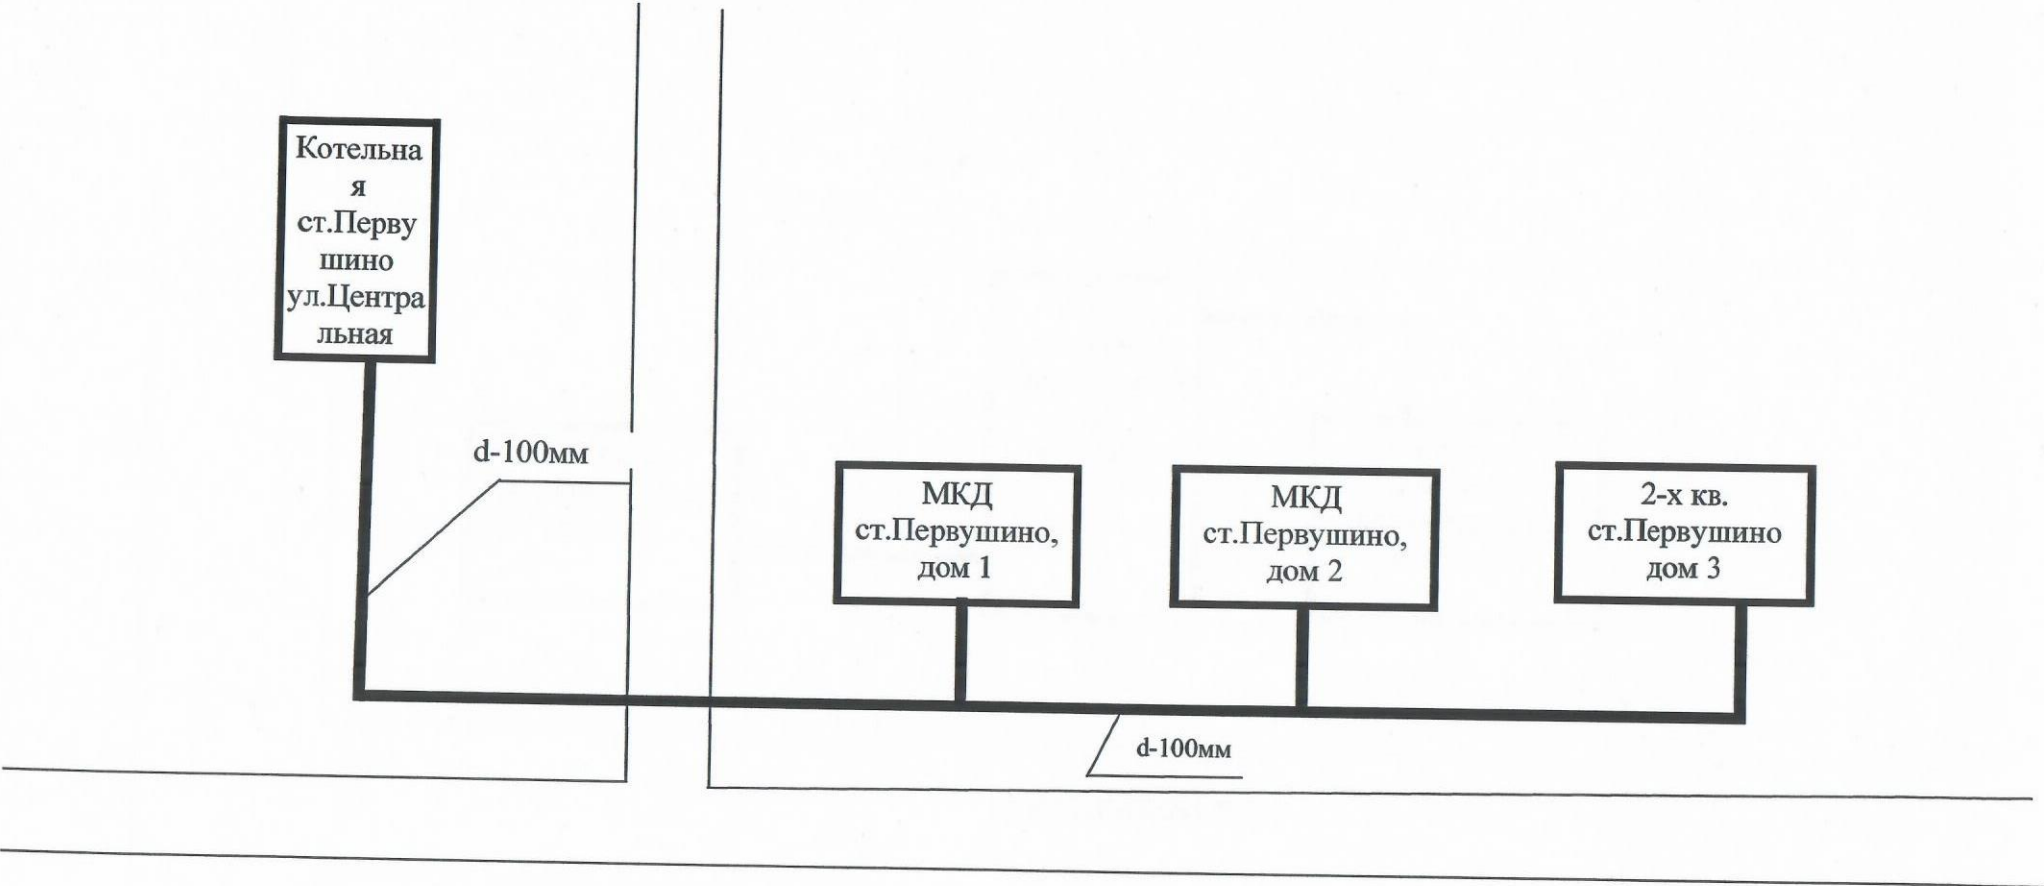 Котельна
я
ст.Перву
шино
ул.Центра
льная
d-100мм
МКД
ст.Первушино,
дом 1
МКД
ст.Первушино,
дом 2
2-х кв.
ст.Первушино
дом 3
d-100мм